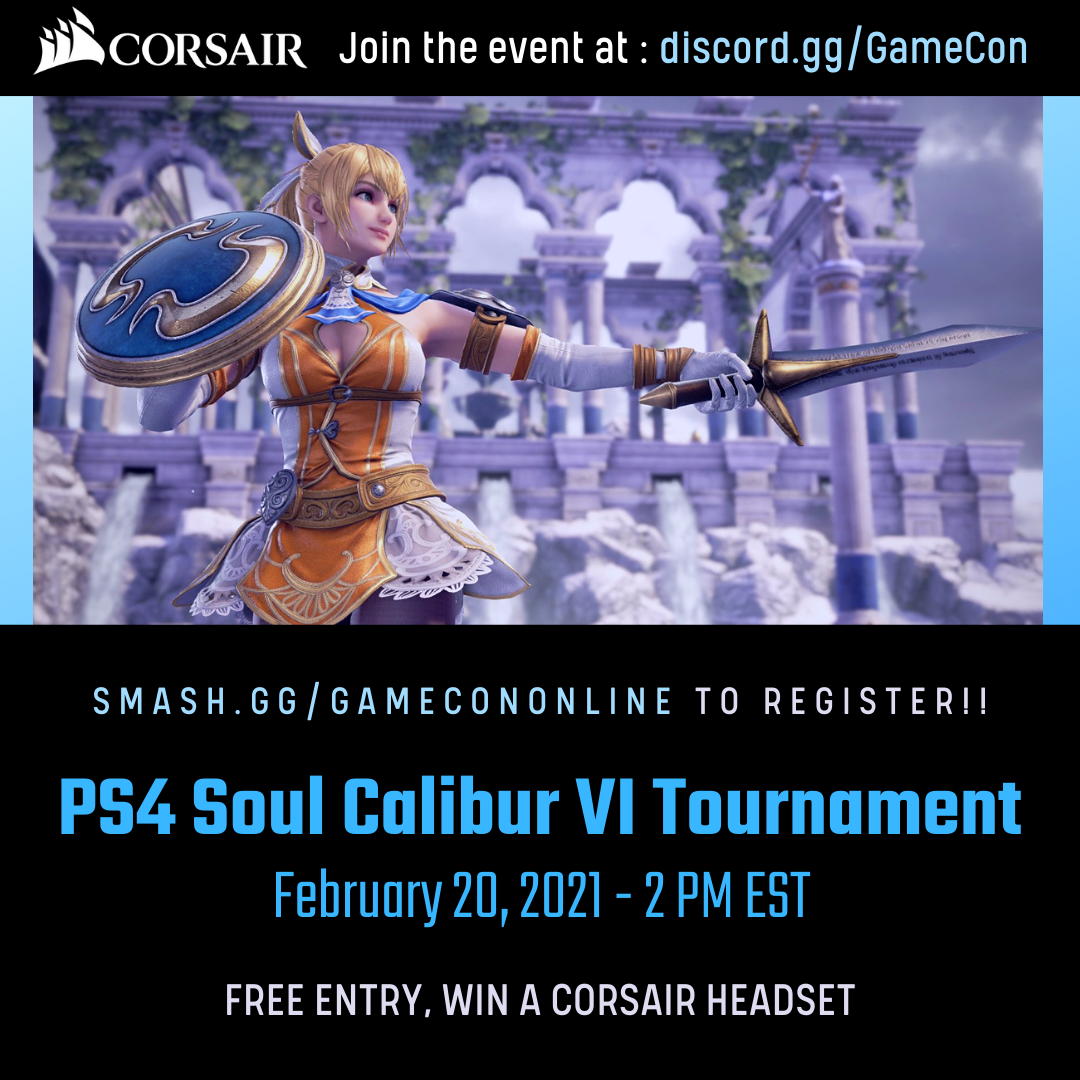 CORSAIR Join the event at : discord.gg/GameCon
SMASH.GG/GAMECONONLINE TO REGISTER!!
PS4 Soul Calibur VI Tournament
February 20, 2021 - 2 PM EST
FREE ENTRY, WIN A CORSAIR HEADSET